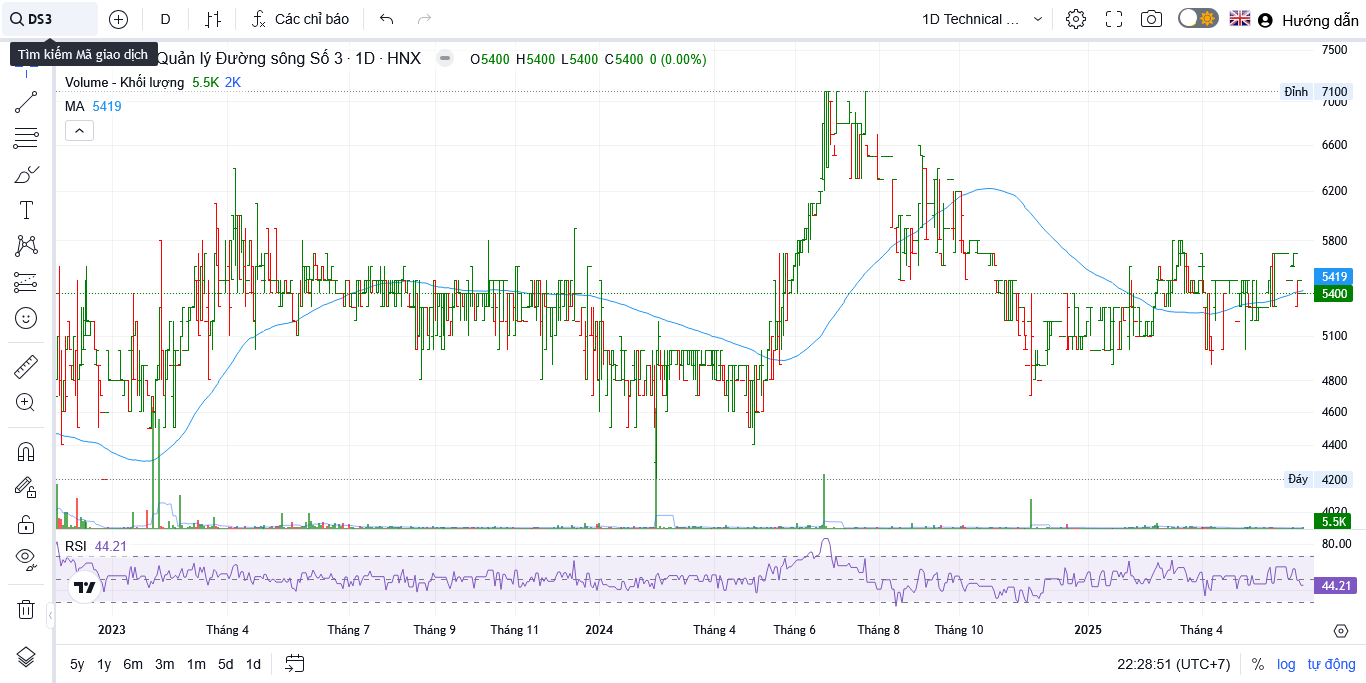 DS3
D
Các chỉ báo
1D Technical ...
Hướng dẫn
Tìm kiếm Mã giao dịch
Quản lý Đường sông Số 3 · 1D · HNX
O5400 H5400 L5400 C5400 0 (0.00%)
Volume - Khối lượng 5.5K 2K
MA 5419
7500
Đỉnh 7100
7000
6600
6200
5800
5419
5400
5100
4800
4600
4400
Đáy 4200
4020
5.5K
RSI 44.21
80.00
44.21
2023 Tháng 4 Tháng 7 Tháng 9 Tháng 11 2024 Tháng 4 Tháng 6 Tháng 8 Tháng 10 2025 Tháng 4
5y 1y 6m 3m 1m 5d 1d
22:28:51 (UTC+7) % log tự động